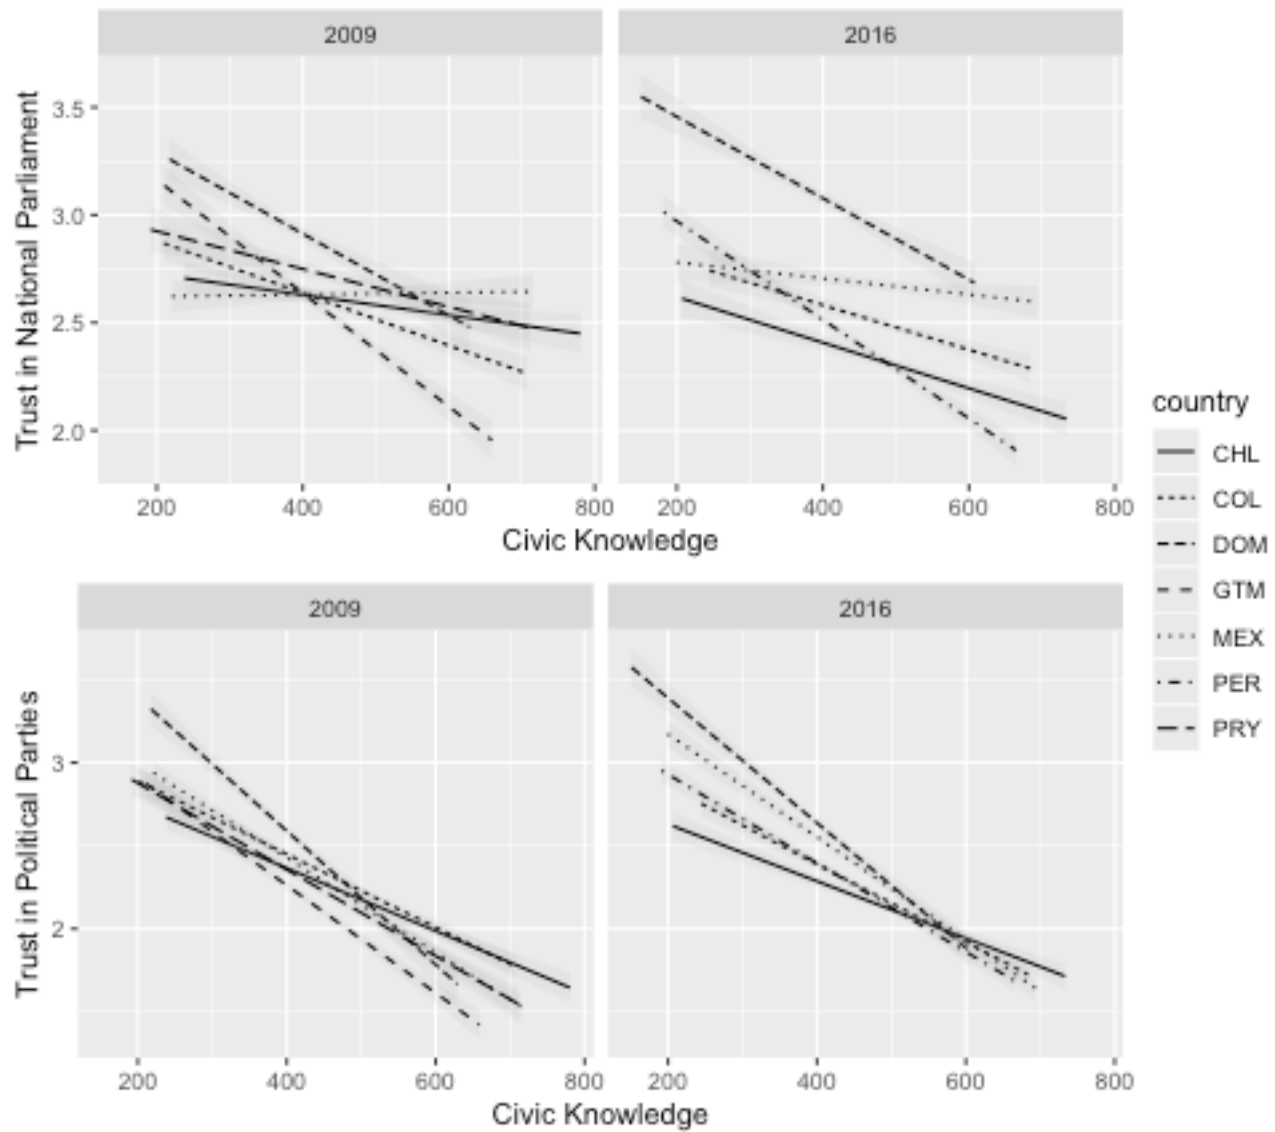 2009 2016
Trust in National Parliament
3.5
3.0
2.5
2.0
200 400 600 800 200 400 600 800
Civic Knowledge
country
CHL
COL
DOM
GTM
MEX
PER
PRY
2009 2016
Trust in Political Parties
3
2
200 400 600 800 200 400 600 800
Civic Knowledge